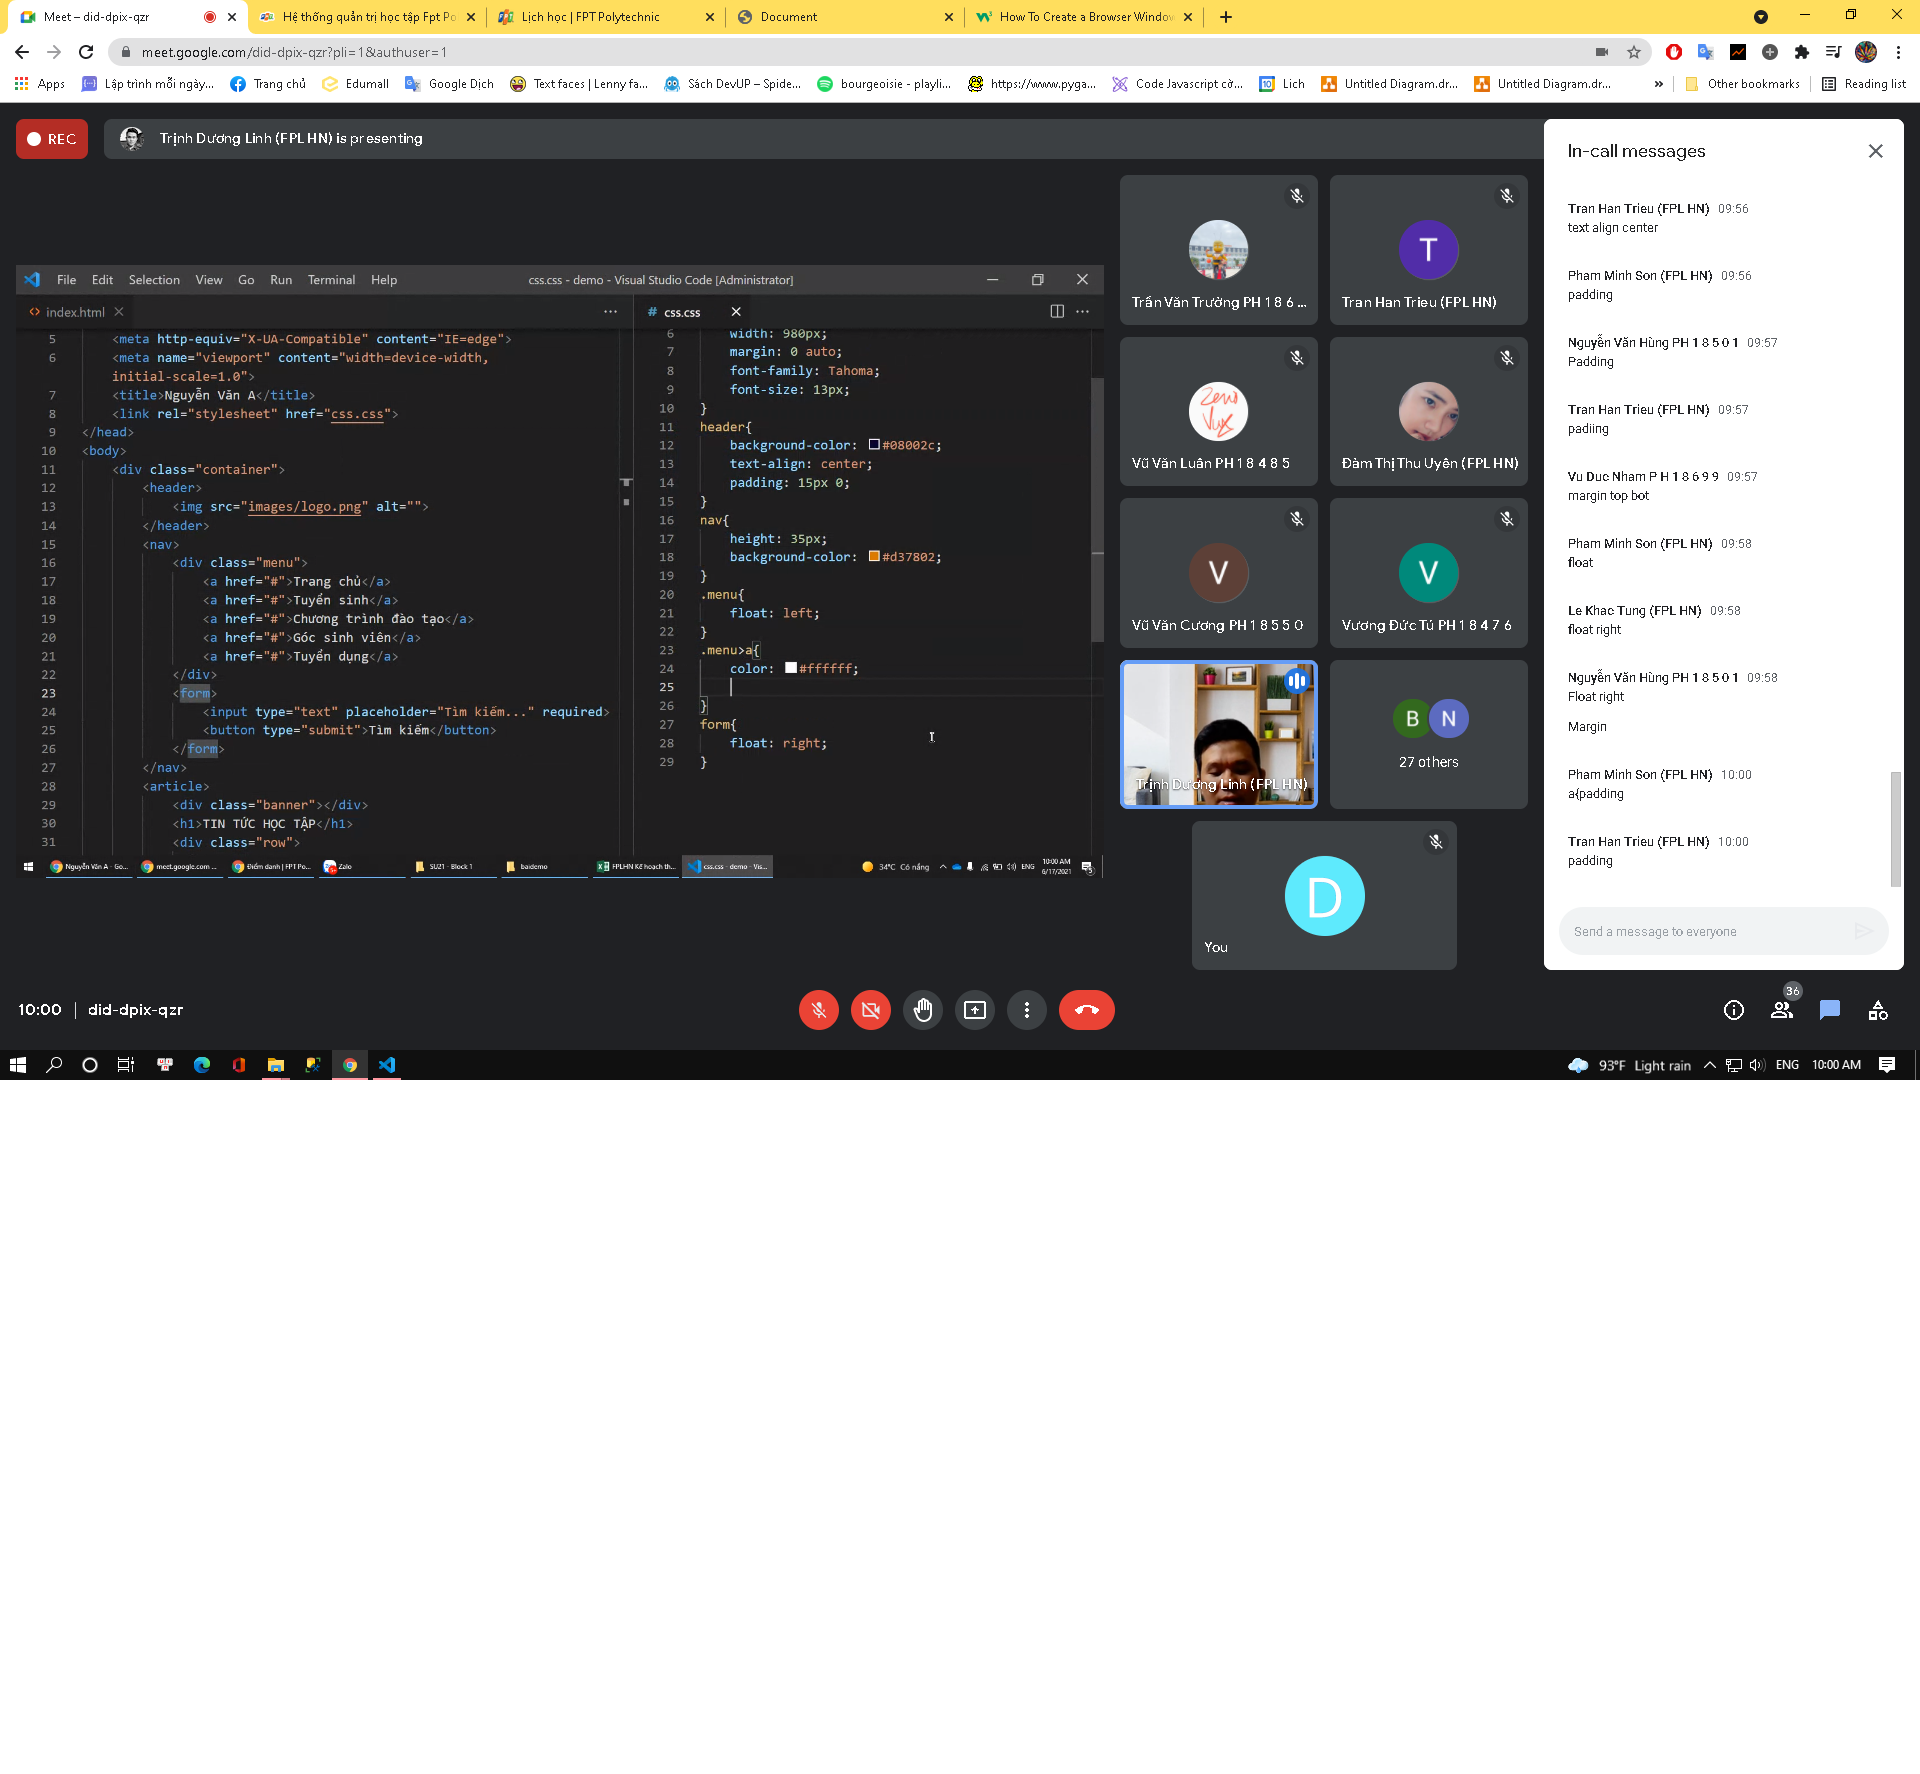 Meet – did-dpix-qzr
Hệ thống quản trị học tập Fpt Po
Lịch học | FPT Polytechnic
Document
How To Create a Browser Window
meet.google.com/did-dpix-qzr?pli=1&authuser=1
Apps
Lập trình mỗi ngày...
Trang chủ
Edumall
Google Dịch
Text faces | Lenny fa...
Sách DevUP – Spide...
bourgeoisie - playli...
https://www.pyga...
Code Javascript cờ...
Lich
Untitled Diagram.dr...
Untitled Diagram.dr...
»
Other bookmarks
Reading list
REC
Trịnh Dương Linh (FPL HN) is presenting
File Edit Selection View Go Run Terminal Help
css.css - demo - Visual Studio Code [Administrator]
index.html
5 <meta http-equiv="X-UA-Compatible" content="IE=edge">
6 <meta name="viewport" content="width=device-width,
initial-scale=1.0">
7 <title>Nguyễn Văn A</title>
8 <link rel="stylesheet" href="css.css">
9 </head>
10 <body>
11 <div class="container">
12 <header>
13 <img src="images/logo.png" alt="">
14 </header>
15 <nav>
16 <div class="menu">
17 <a href="#">Trang chủ</a>
18 <a href="#">Tuyển sinh</a>
19 <a href="#">Chương trình đào tạo</a>
20 <a href="#">Góc sinh viên</a>
21 <a href="#">Tuyển dụng</a>
22 </div>
23 <form>
24 <input type="text" placeholder="Tìm kiếm..." required>
25 <button type="submit">Tìm kiếm</button>
26 </form>
27 </nav>
28 <article>
29 <div class="banner"></div>
30 <h1>TIN TỨC HỌC TẬP</h1>
31 <div class="row">
# css.css
6 width: 980px;
7 margin: 0 auto;
8 font-family: Tahoma;
9 font-size: 13px;
10 }
11 header{
12 background-color: #08002c;
13 text-align: center;
14 padding: 15px 0;
15 }
16 nav{
17 height: 35px;
18 background-color: #d37802;
19 }
20 .menu{
21 float: left;
22 }
23 .menu>a{
24 color: #ffffff;
25
26 }
27 form{
28 float: right;
29 }
Nguyễn Văn A - Go...
meet.google.com ...
Điểm danh | FPT Po...
Zalo
SU21 - Block 1
baidemo
FPLHN Kế hoạch th...
css.css - demo - Vis...
34°C Có nắng
ENG
10:00 AM
6/17/2021
Trần Văn Trường PH 1 8 6 ...
T
Tran Han Trieu (FPL HN)
Zeno
Vux
Vũ Văn Luân PH 1 8 4 8 5
Đàm Thị Thu Uyên (FPL HN)
V
Vũ Văn Cương PH 1 8 5 5 0
V
Vương Đức Tú PH 1 8 4 7 6
Trịnh Dương Linh (FPL HN)
B N
27 others
D
You
In-call messages
Tran Han Trieu (FPL HN) 09:56
text align center
Pham Minh Son (FPL HN) 09:56
padding
Nguyễn Văn Hùng PH 1 8 5 0 1 09:57
Padding
Tran Han Trieu (FPL HN) 09:57
padiing
Vu Duc Nham P H 1 8 6 9 9 09:57
margin top bot
Pham Minh Son (FPL HN) 09:58
float
Le Khac Tung (FPL HN) 09:58
float right
Nguyễn Văn Hùng PH 1 8 5 0 1 09:58
Float right
Margin
Pham Minh Son (FPL HN) 10:00
a{padding
Tran Han Trieu (FPL HN) 10:00
padding
Send a message to everyone
10:00 | did-dpix-qzr
36
93°F Light rain
ENG
10:00 AM